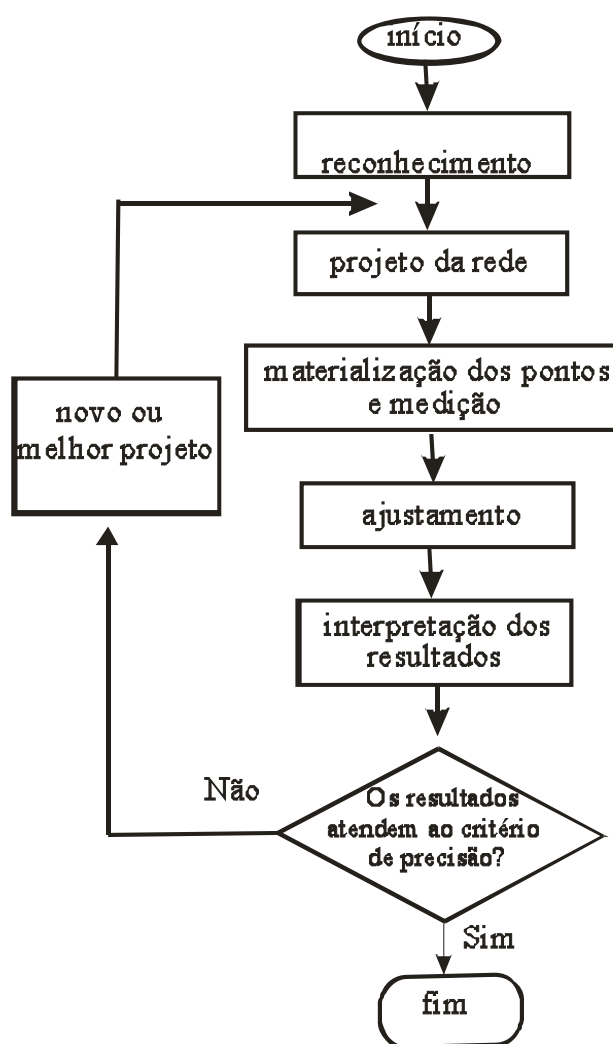 início
reconhecimento
projeto da rede
materialização dos pontos
e medição
novo ou
melhor projeto
ajustamento
interpretação dos
resultados
Não
Os resultados
atendem ao critério
de precisão?
Sim
fim